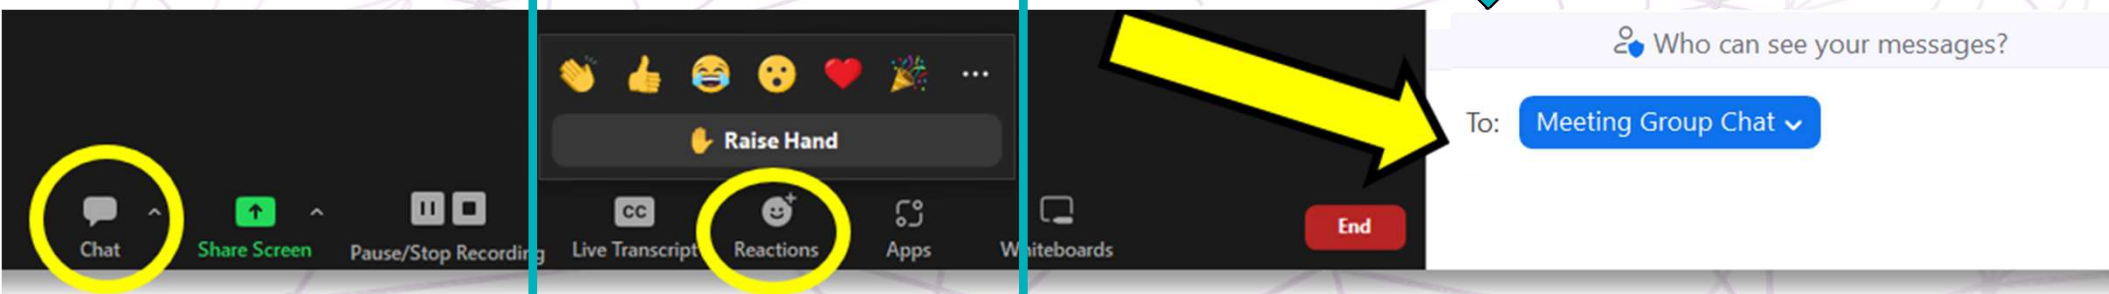 Who can see your messages?
To: Meeting Group Chat
Raise Hand
CC
Chat
Share Screen
Pause/Stop Recording
Live Transcript
Reactions
Apps
Whiteboards
End